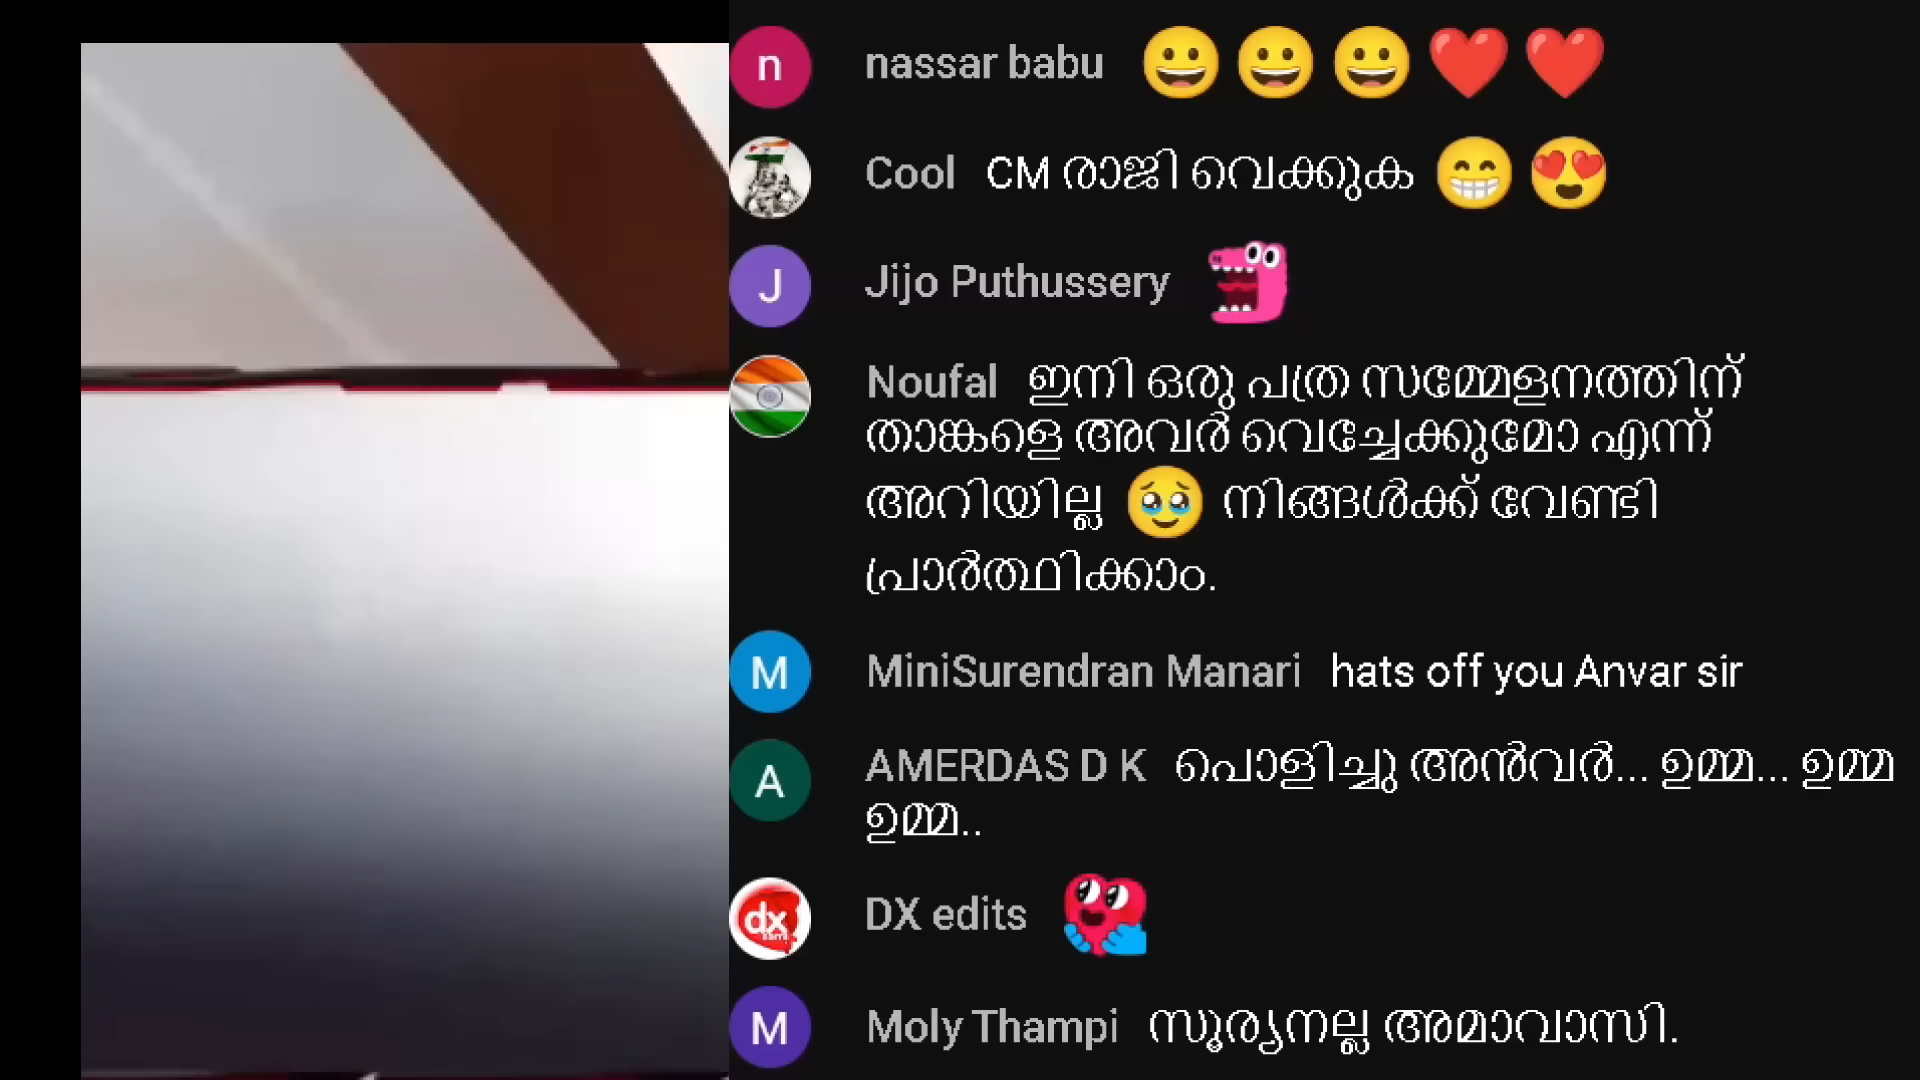 n nassar babu 😀 😀 😀 ❤️ ❤️
Cool CM രാജി വെക്കുക 😁 😍
J Jijo Puthussery
Noufal ഇനി ഒരു പത്ര സമ്മേളനത്തിന്
താങ്കളെ അവർ വെച്ചേക്കുമോ എന്ന്
അറിയില്ല 🥹 നിങ്ങൾക്ക് വേണ്ടി
പ്രാർത്ഥിക്കാം.
M MiniSurendran Manari hats off you Anvar sir
A AMERDAS D K പൊളിച്ചു അൻവർ... ഉമ്മ... ഉമ്മ
ഉമ്മ..
dx DX edits
M Moly Thampi സൂര്യനല്ല അമാവാസി.